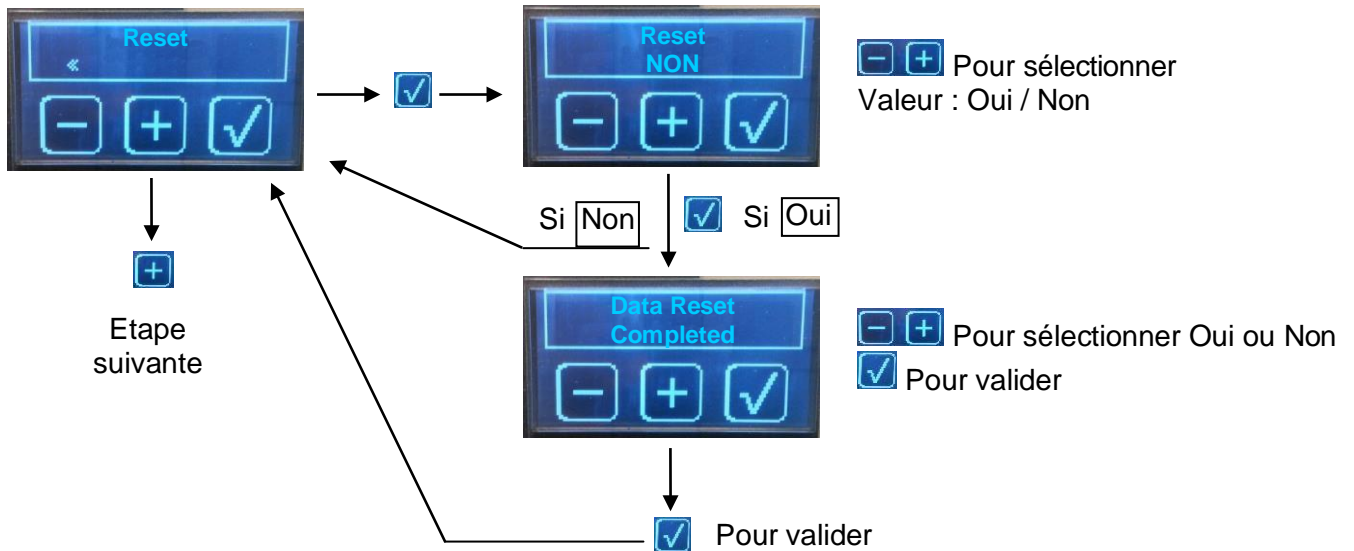 Reset
«
Reset
NON
Pour sélectionner
Valeur : Oui / Non
Si Non
Si Oui
Etape
suivante
Data Reset
Completed
Pour sélectionner Oui ou Non
Pour valider
Pour valider